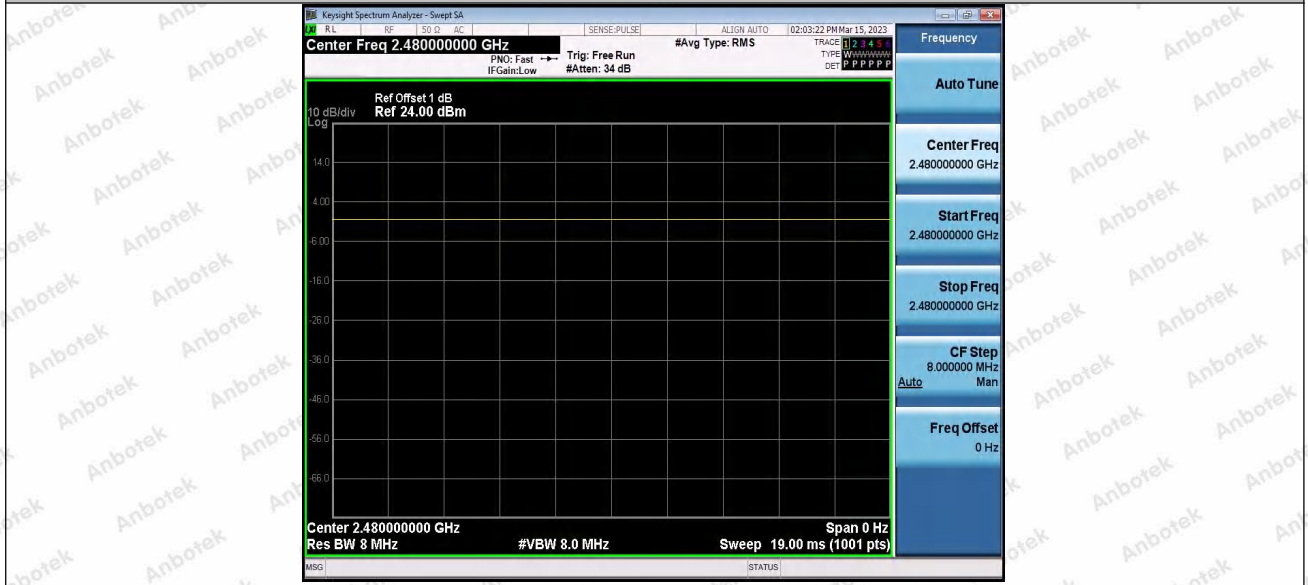 Keysight Spectrum Analyzer - Swept SA
RL RF 50 Ω AC SENSE:PULSE ALIGN AUTO 02:03:22 PM Mar 15, 2023
Center Freq 2.480000000 GHz
PNO: Fast
IFGain:Low
Trig: Free Run
#Atten: 34 dB
#Avg Type: RMS
TRACE 1 2 3 4 5 6
TYPE WWWWWW
DET P P P P P P
Ref Offset 1 dB
10 dB/div Ref 24.00 dBm
Log
14.0
4.00
-6.00
-16.0
-26.0
-36.0
-46.0
-56.0
-66.0
Center 2.480000000 GHz Span 0 Hz
Res BW 8 MHz #VBW 8.0 MHz Sweep 19.00 ms (1001 pts)
MSG STATUS
Frequency
Auto Tune
Center Freq
2.480000000 GHz
Start Freq
2.480000000 GHz
Stop Freq
2.480000000 GHz
CF Step
8.000000 MHz
Auto Man
Freq Offset
0 Hz
Anbotek